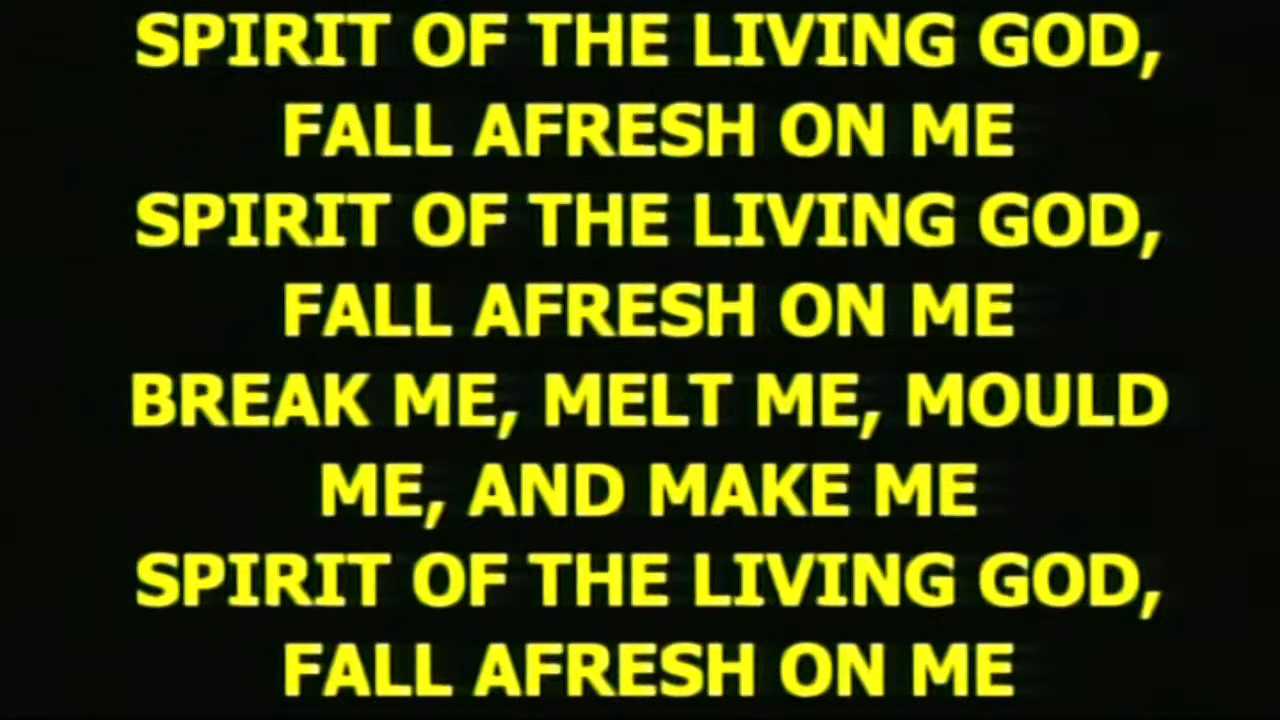 SPIRIT OF THE LIVING GOD,
FALL AFRESH ON ME
SPIRIT OF THE LIVING GOD,
FALL AFRESH ON ME
BREAK ME, MELT ME, MOULD
ME, AND MAKE ME
SPIRIT OF THE LIVING GOD,
FALL AFRESH ON ME